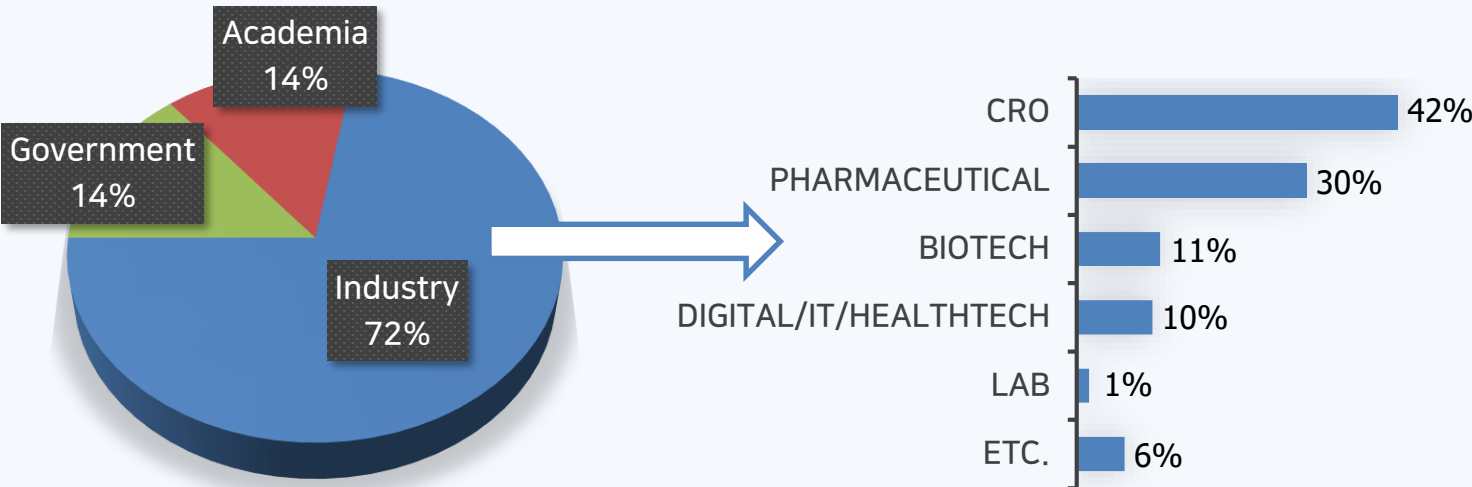 Academia
14%
Government
14%
Industry
72%
CRO 42%
PHARMACEUTICAL 30%
BIOTECH 11%
DIGITAL/IT/HEALTHTECH 10%
LAB 1%
ETC. 6%